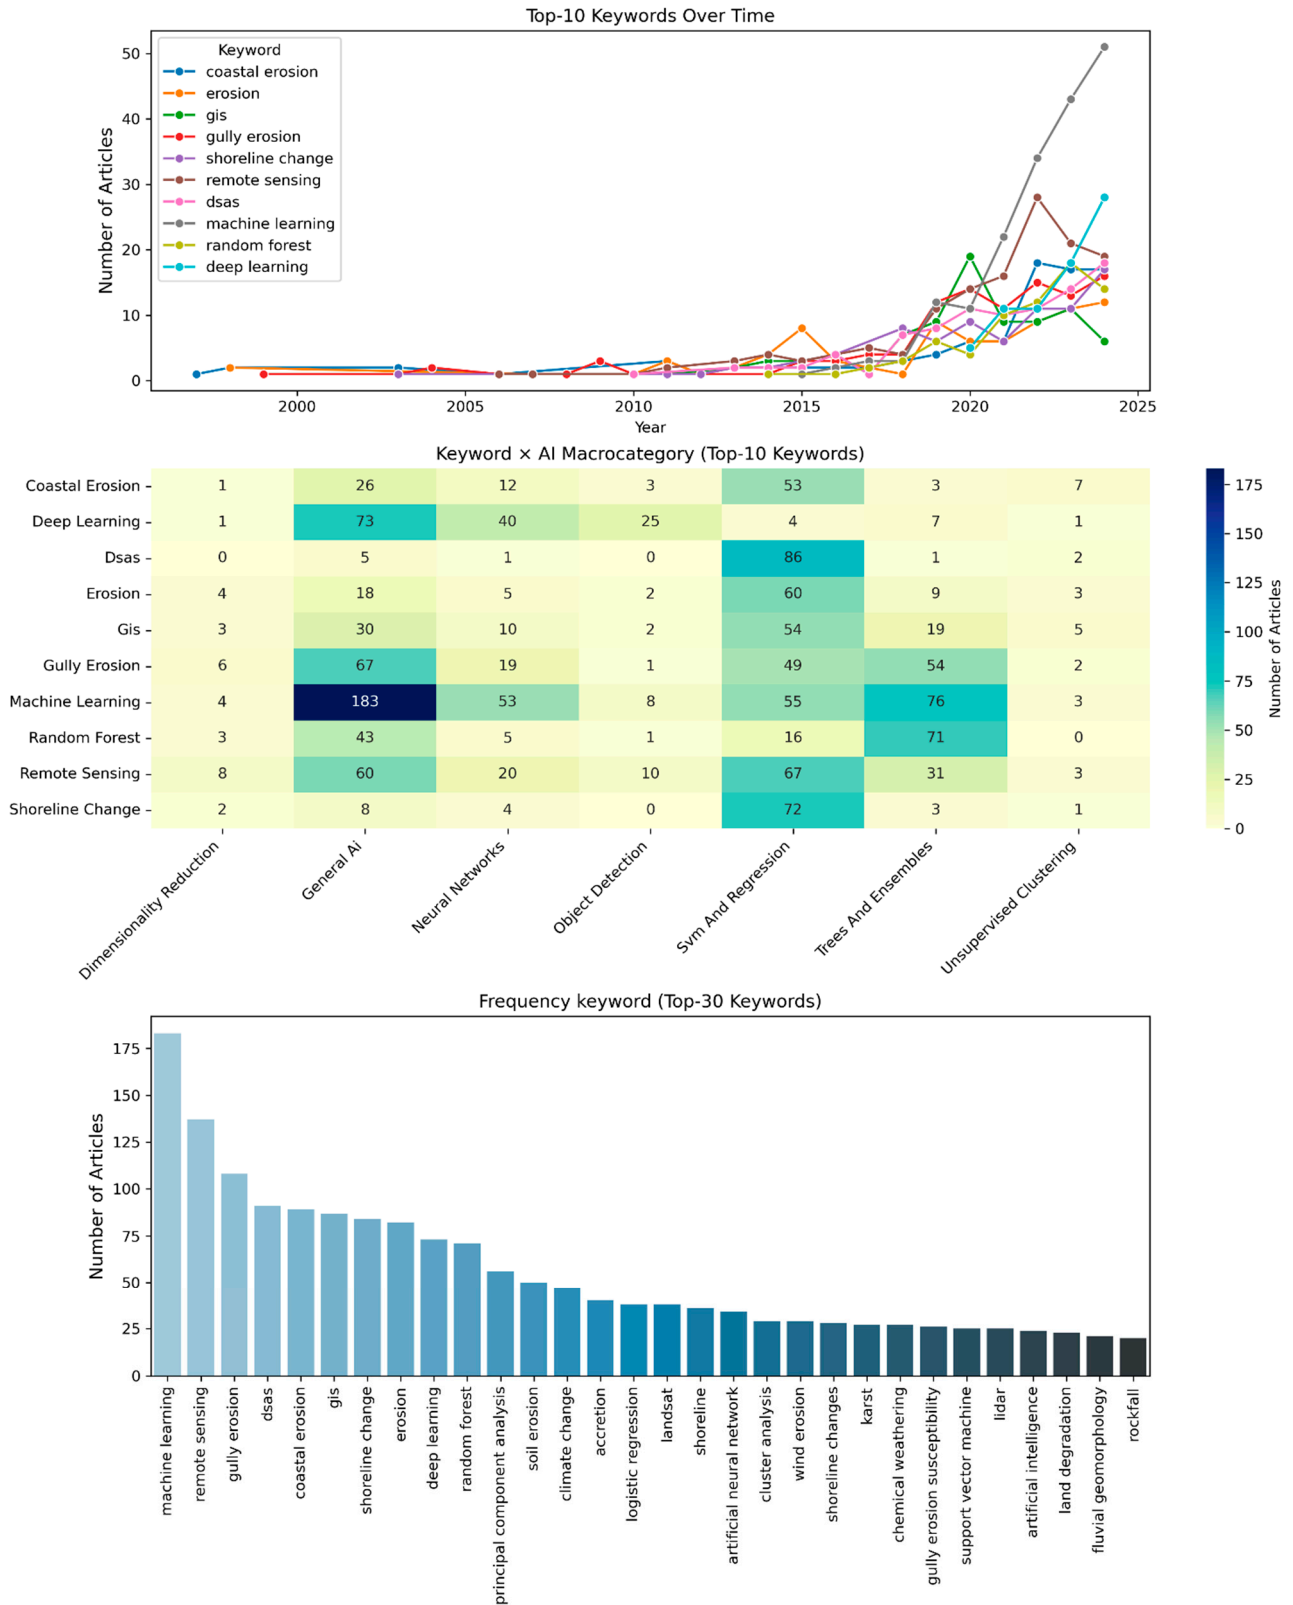 Top-10 Keywords Over Time
Number of Articles
50
40
30
20
10
0
Keyword
coastal erosion
erosion
gis
gully erosion
shoreline change
remote sensing
dsas
machine learning
random forest
deep learning
2000 2005 2010 2015 2020 2025
Year
Keyword × AI Macrocategory (Top-10 Keywords)
Coastal Erosion 1 26 12 3 53 3 7
Deep Learning 1 73 40 25 4 7 1
Dsas 0 5 1 0 86 1 2
Erosion 4 18 5 2 60 9 3
Gis 3 30 10 2 54 19 5
Gully Erosion 6 67 19 1 49 54 2
Machine Learning 4 183 53 8 55 76 3
Random Forest 3 43 5 1 16 71 0
Remote Sensing 8 60 20 10 67 31 3
Shoreline Change 2 8 4 0 72 3 1
Dimensionality Reduction
General Ai
Neural Networks
Object Detection
Svm And Regression
Trees And Ensembles
Unsupervised Clustering
175
150
125
100
75
50
25
0
Number of Articles
Frequency keyword (Top-30 Keywords)
Number of Articles
175
150
125
100
75
50
25
0
machine learning
remote sensing
gully erosion
dsas
coastal erosion
gis
shoreline change
erosion
deep learning
random forest
principal component analysis
soil erosion
climate change
accretion
logistic regression
landsat
shoreline
artificial neural network
cluster analysis
wind erosion
shoreline changes
karst
chemical weathering
gully erosion susceptibility
support vector machine
lidar
artificial intelligence
land degradation
fluvial geomorphology
rockfall